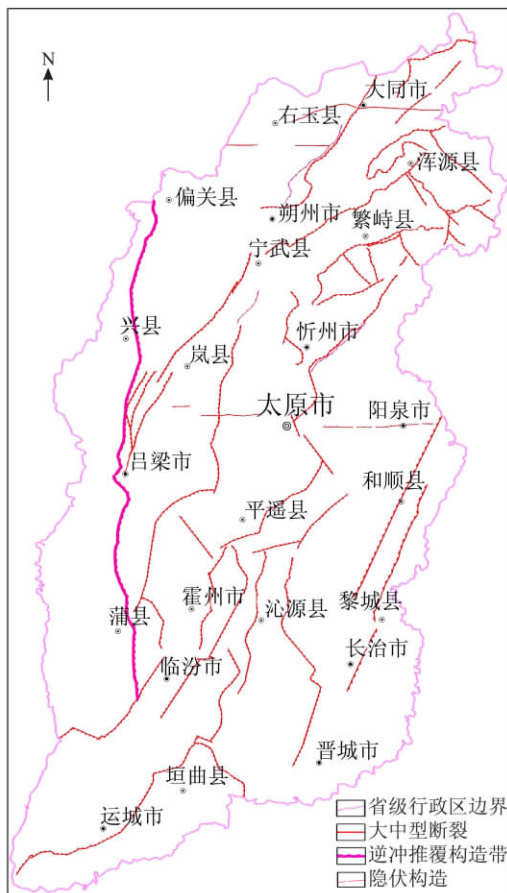 N
大同市
右玉县
浑源县
偏关县
朔州市
繁峙县
宁武县
兴县
忻州市
岚县
太原市
阳泉市
吕梁市
和顺县
平遥县
霍州市
沁源县
黎城县
蒲县
长治市
临汾市
晋城市
垣曲县
运城市
省级行政区边界
大中型断裂
逆冲推覆构造带
隐伏构造